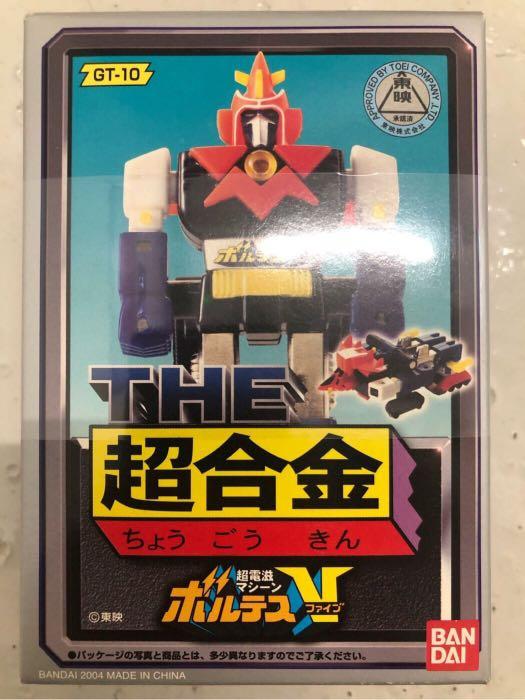 GT-10
APPROVED BY TOEI COMPANY, LTD
東映
承認済
東映株式会社
ボルテス
THE
超合金
ちょう ごう きん
超電磁
マシーン
ボルテスV
ファイブ
©東映
●パッケージの写真と商品とは、多少異なりますのでご了承ください。
BANDAI 2004 MADE IN CHINA
BAN
DAI